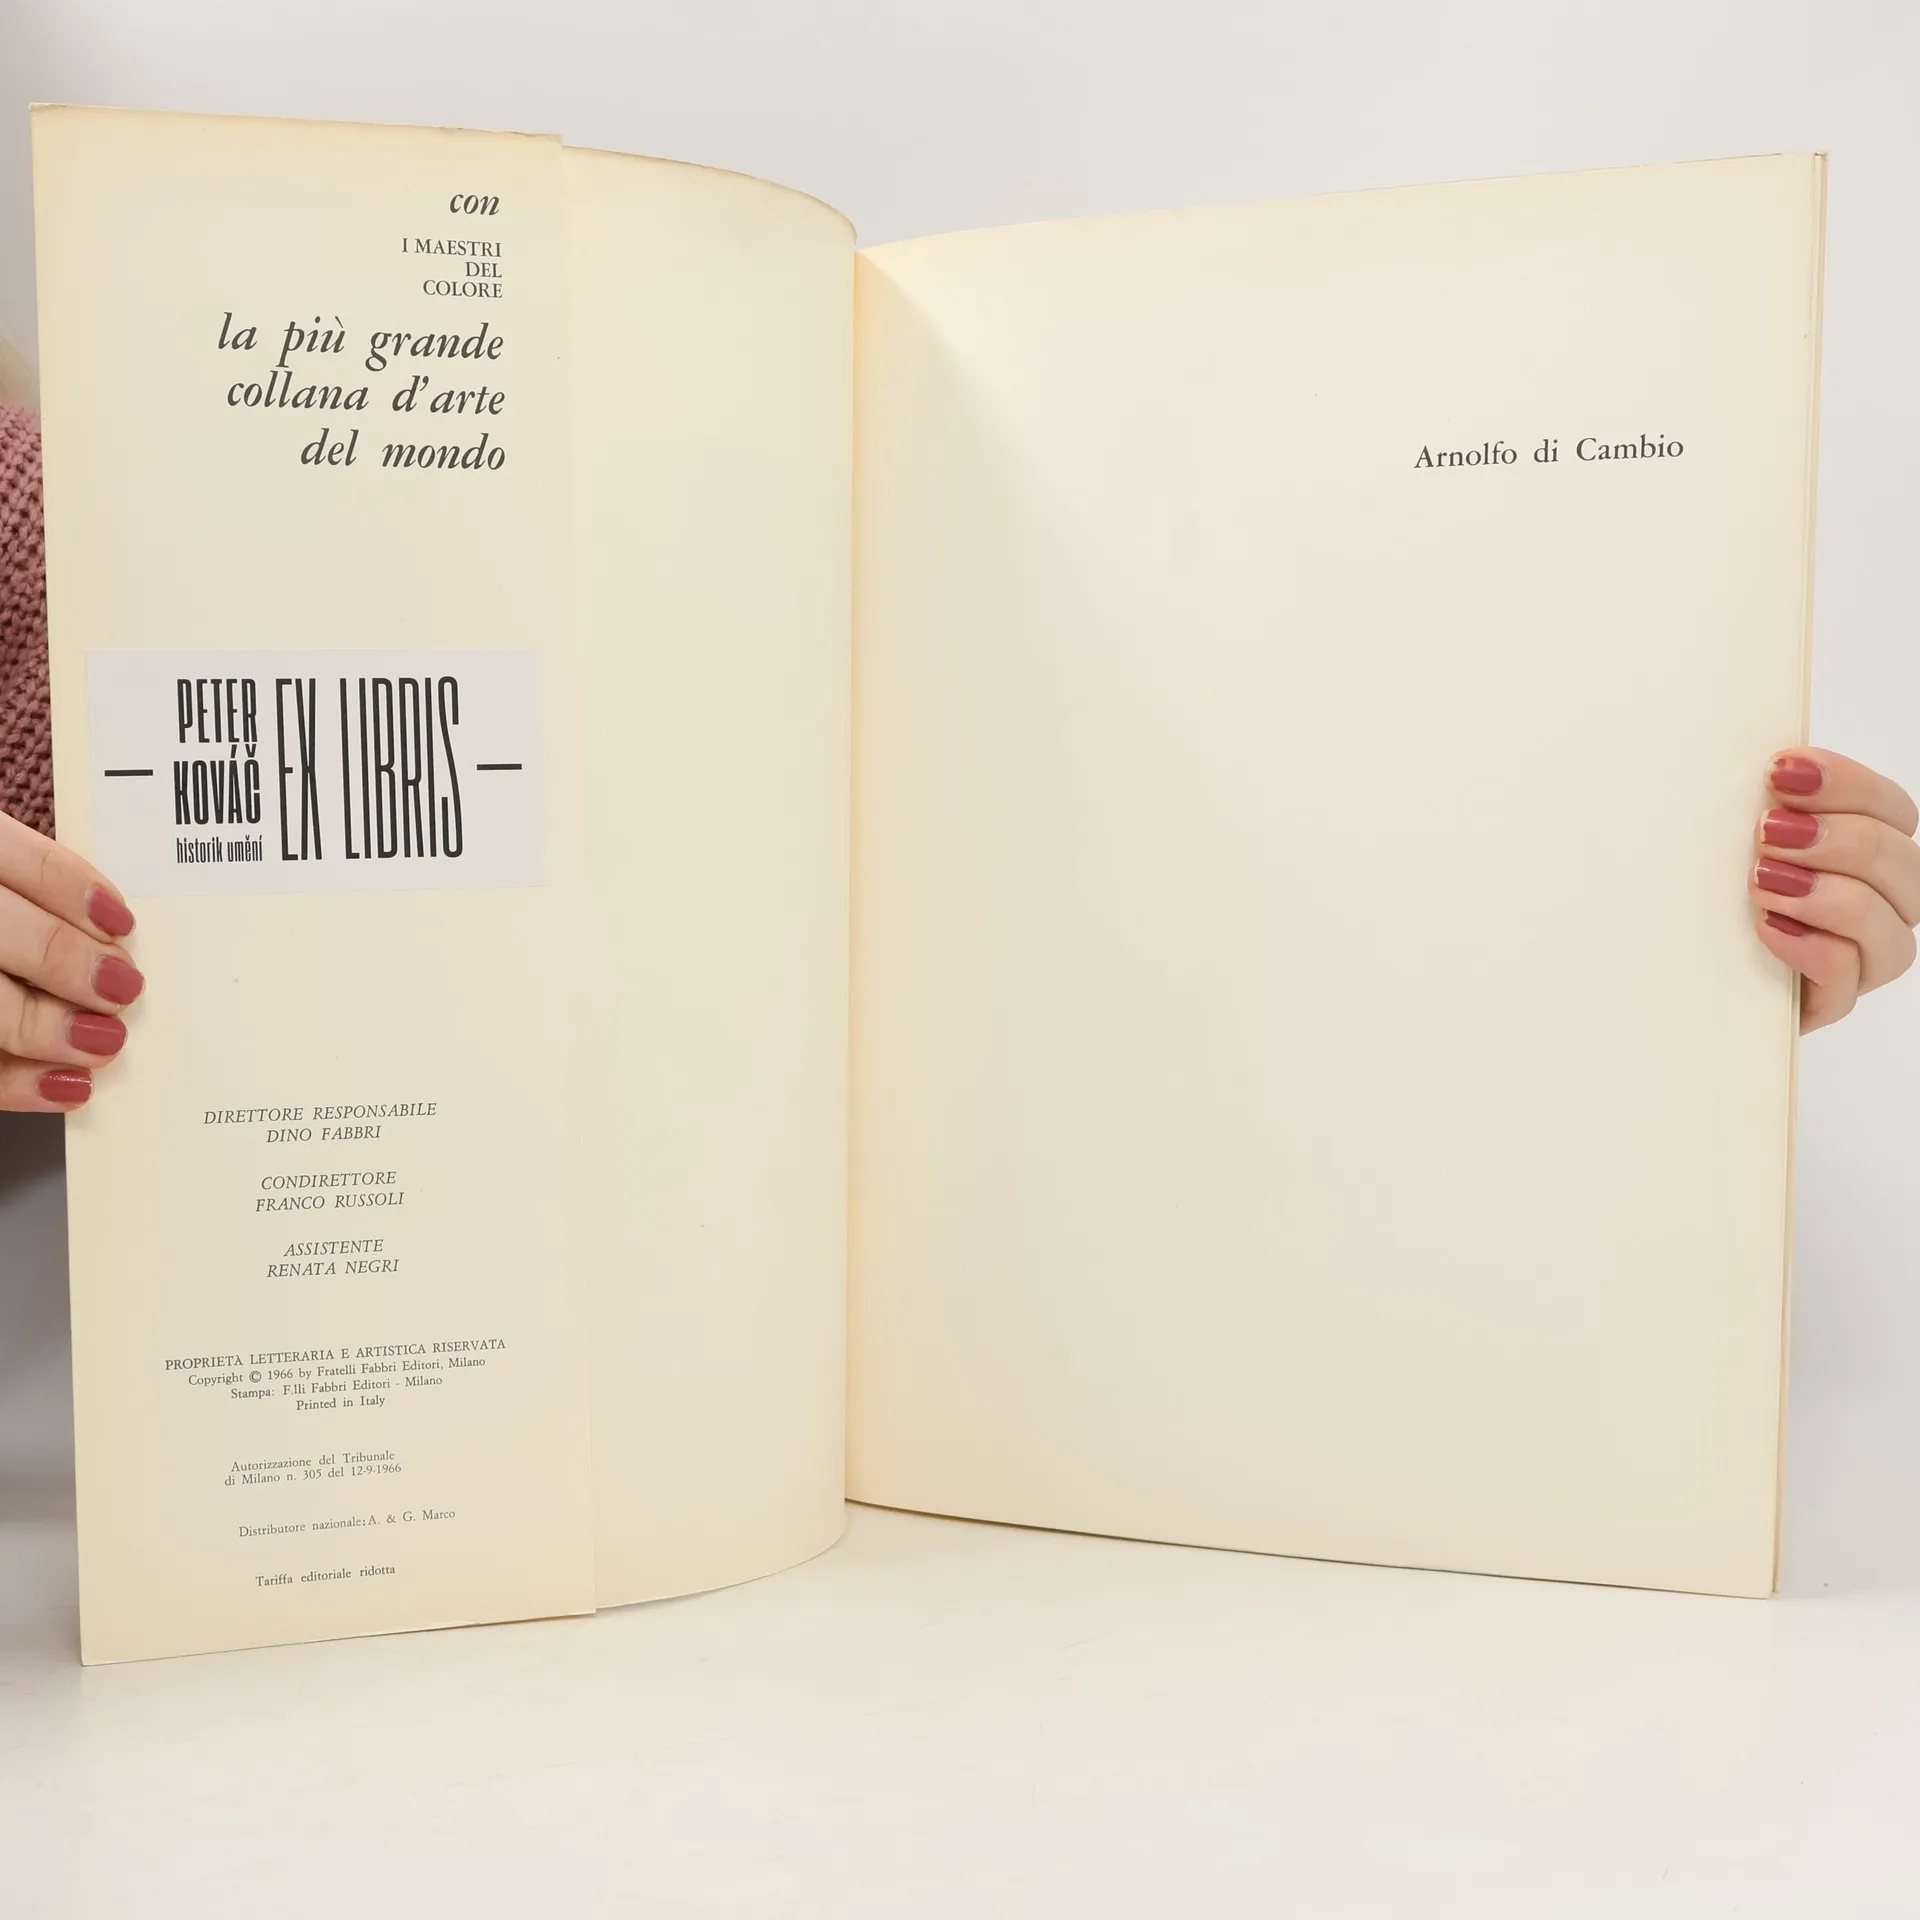 con
I MAESTRI
DEL
COLORE
la più grande
collana d'arte
del mondo
PETER
KOVÁČ
historik umění
EX LIBRIS
DIRETTORE RESPONSABILE
DINO FABBRI
CONDIRETTORE
FRANCO RUSSOLI
ASSISTENTE
RENATA NEGRI
PROPRIETÀ LETTERARIA E ARTISTICA RISERVATA
Copyright © 1966 by Fratelli Fabbri Editori, Milano
Stampa: F.lli Fabbri Editori - Milano
Printed in Italy
Autorizzazione del Tribunale
di Milano n. 305 del 12-9-1966
Distributore nazionale: A. & G. Marco
Tariffa editoriale ridotta
Arnolfo di Cambio